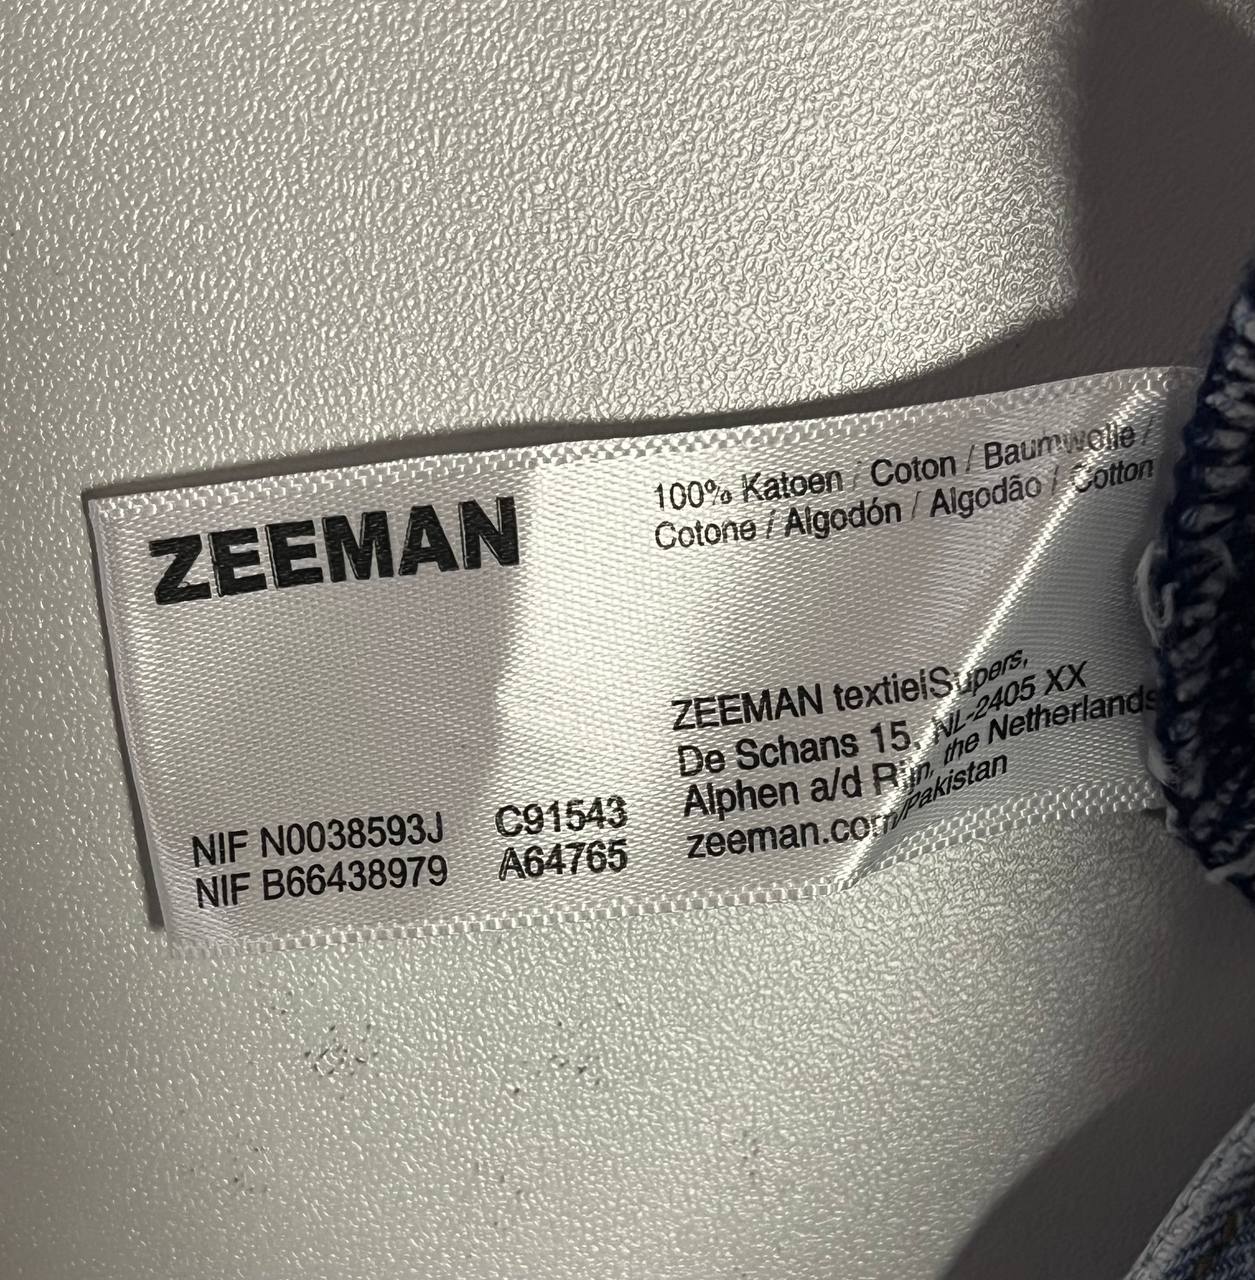 ZEEMAN
100% Katoen / Coton / Baumwolle /
Cotone / Algodón / Algodão / Cotton
ZEEMAN textielSupers,
De Schans 15, NL-2405 XX
Alphen a/d Rijn, the Netherlands
zeeman.com/Pakistan
NIF N0038593J C91543
NIF B66438979 A64765